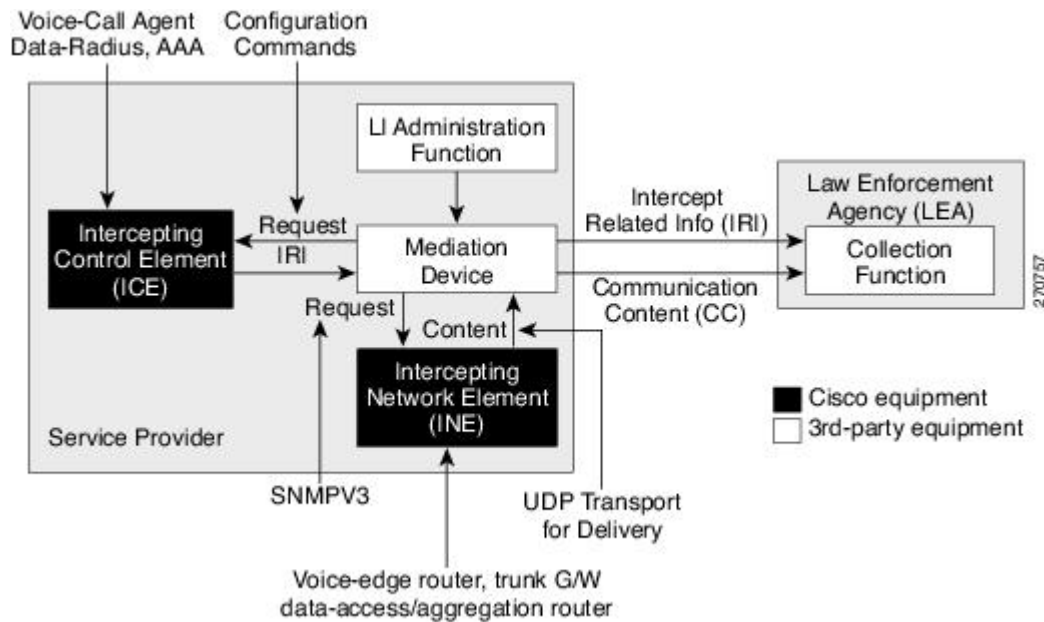 Voice-Call Agent
Data-Radius, AAA
Configuration
Commands
LI Administration
Function
Law Enforcement
Agency (LEA)
Collection
Function
Intercept
Related Info (IRI)
Communication
Content (CC)
Request
IRI
Intercepting
Control Element
(ICE)
Mediation
Device
Request
Content
Intercepting
Network Element
(INE)
Service Provider
Cisco equipment
3rd-party equipment
SNMPV3
UDP Transport
for Delivery
Voice-edge router, trunk G/W
data-access/aggregation router
270757